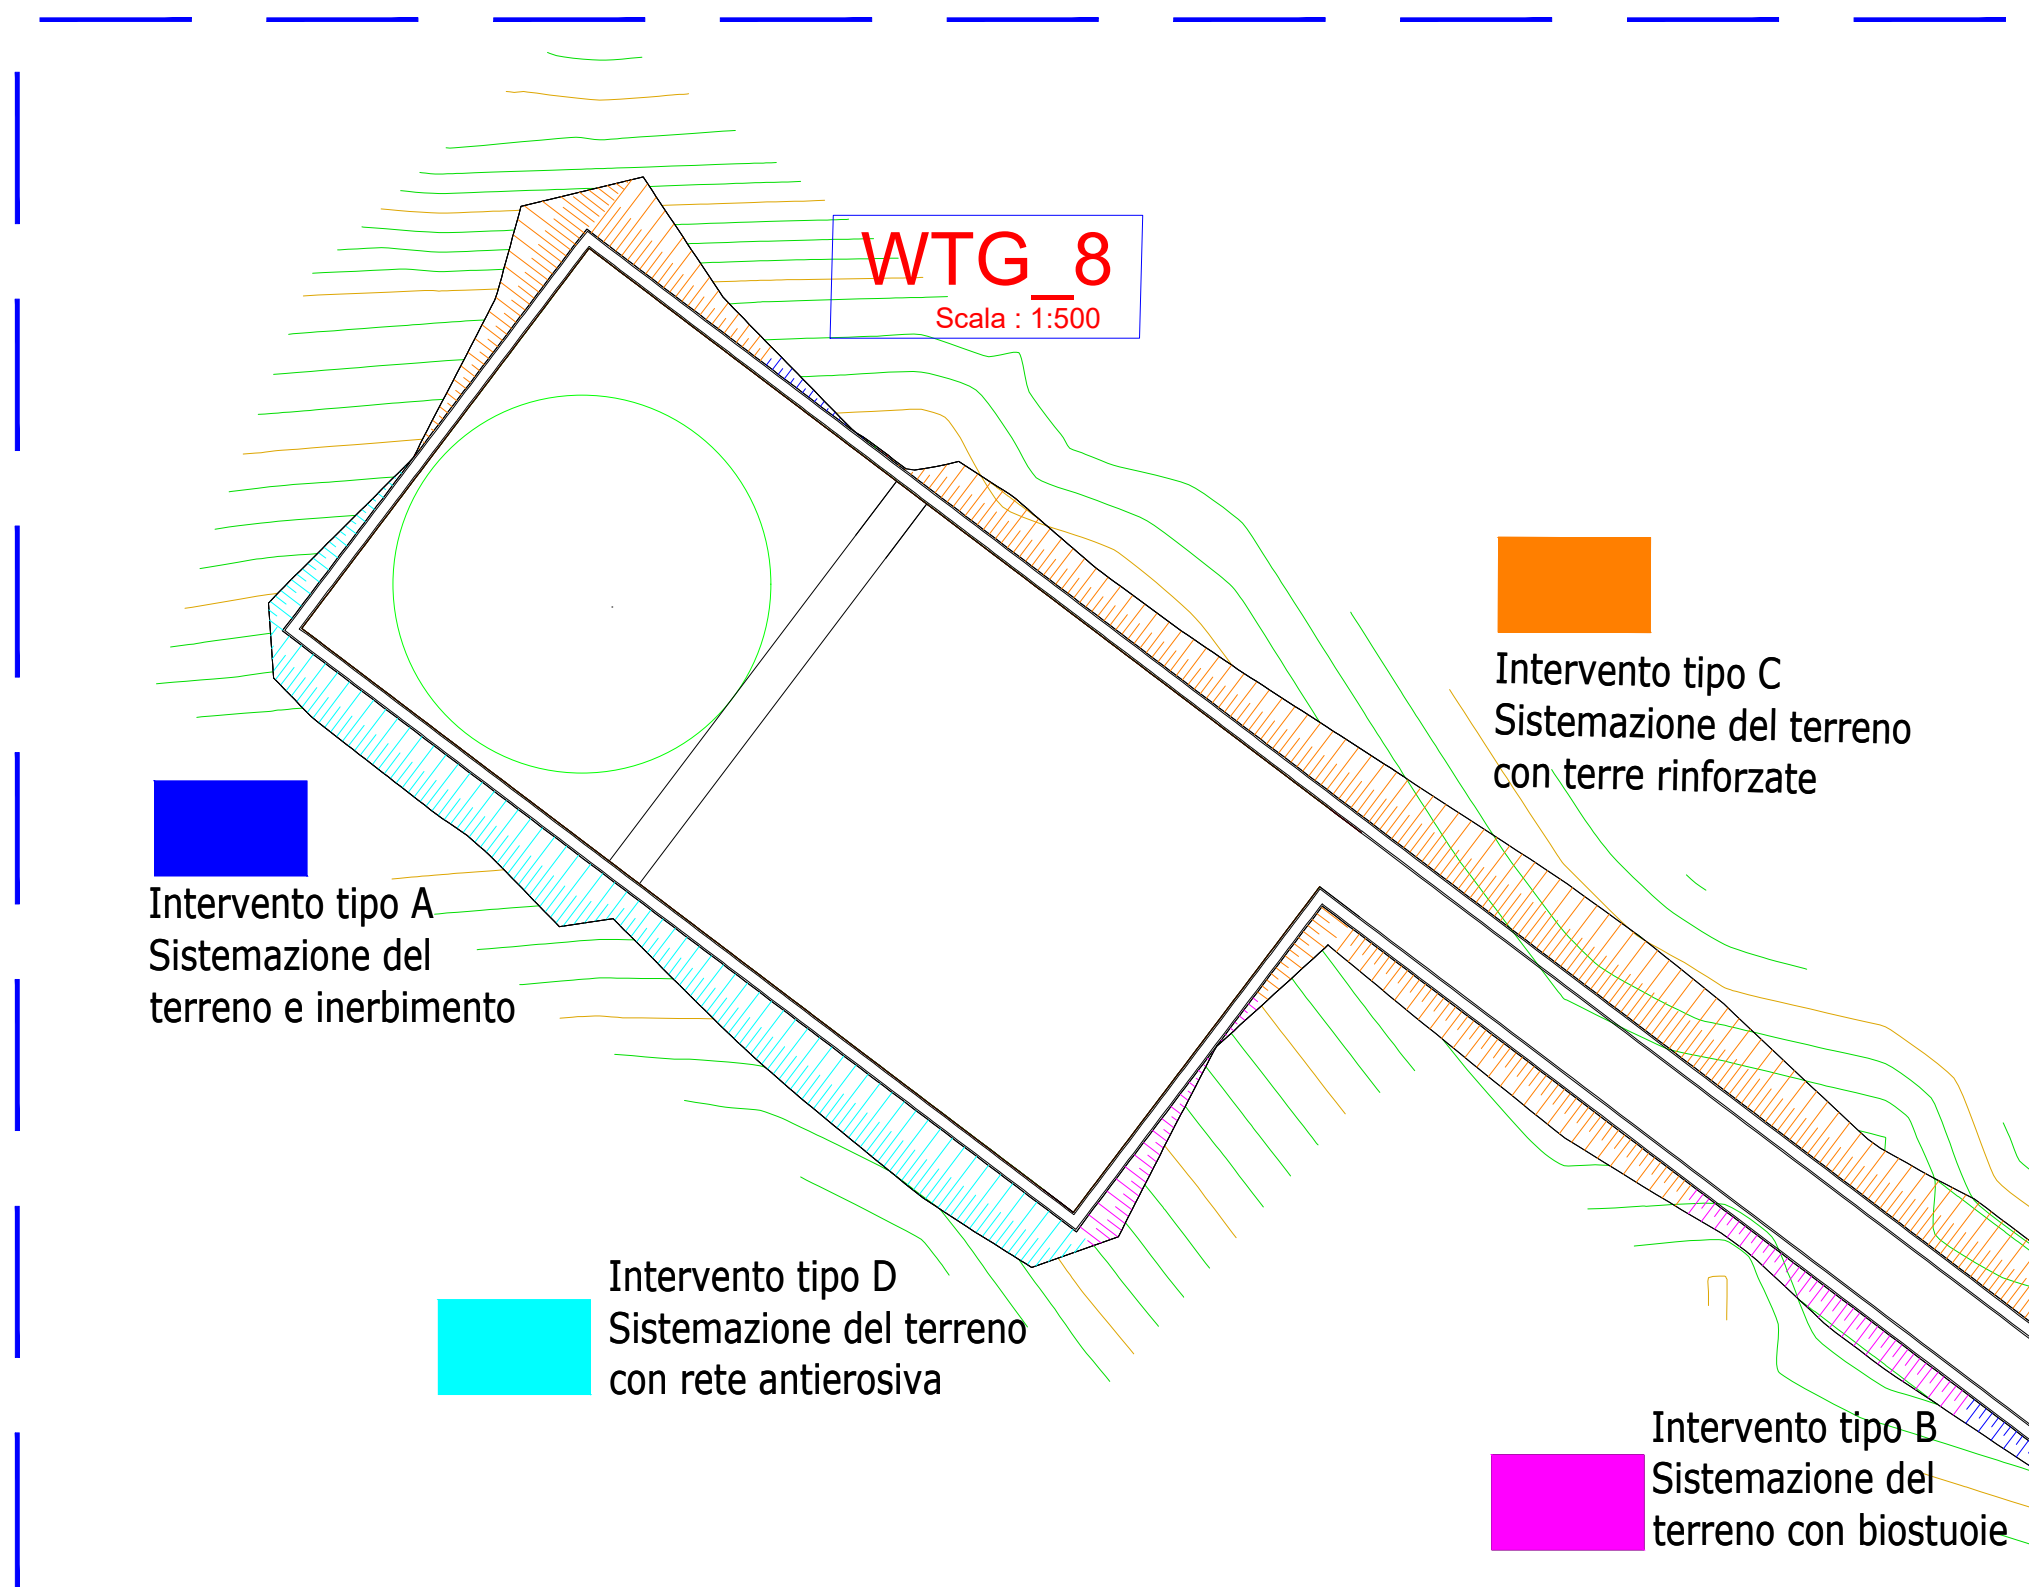 WTG_8
Scala : 1:500
Intervento tipo C
Sistemazione del terreno
con terre rinforzate
Intervento tipo A
Sistemazione del
terreno e inerbimento
Intervento tipo D
Sistemazione del terreno
con rete antierosiva
Intervento tipo B
Sistemazione del
terreno con biostuoie